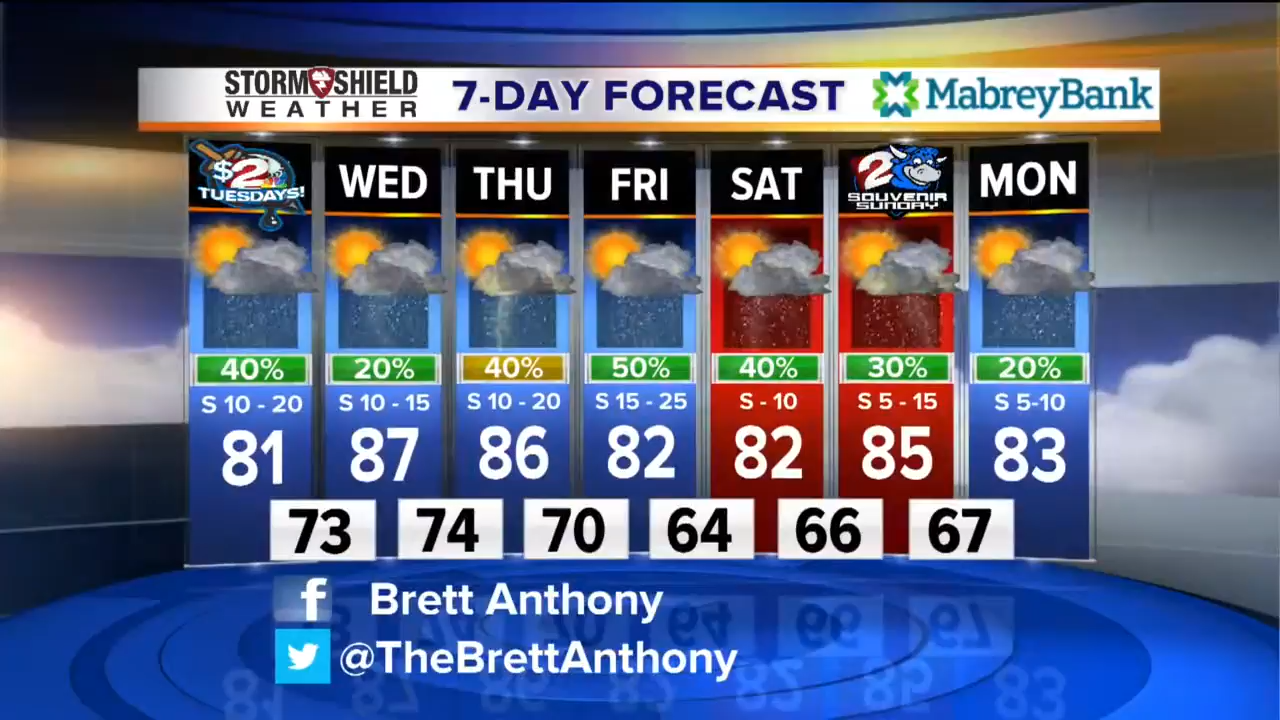 STORM SHIELD
WEATHER
7-DAY FORECAST
MabreyBank
$2
TUESDAYS!
WED
THU
FRI
SAT
2
SOUVENIR
SUNDAY
MON
40%
20%
40%
50%
40%
30%
20%
S 10 - 20
S 10 - 15
S 10 - 20
S 15 - 25
S - 10
S 5 - 15
S 5-10
81
87
86
82
82
85
83
73
74
70
64
66
67
f
Brett Anthony
@TheBrettAnthony